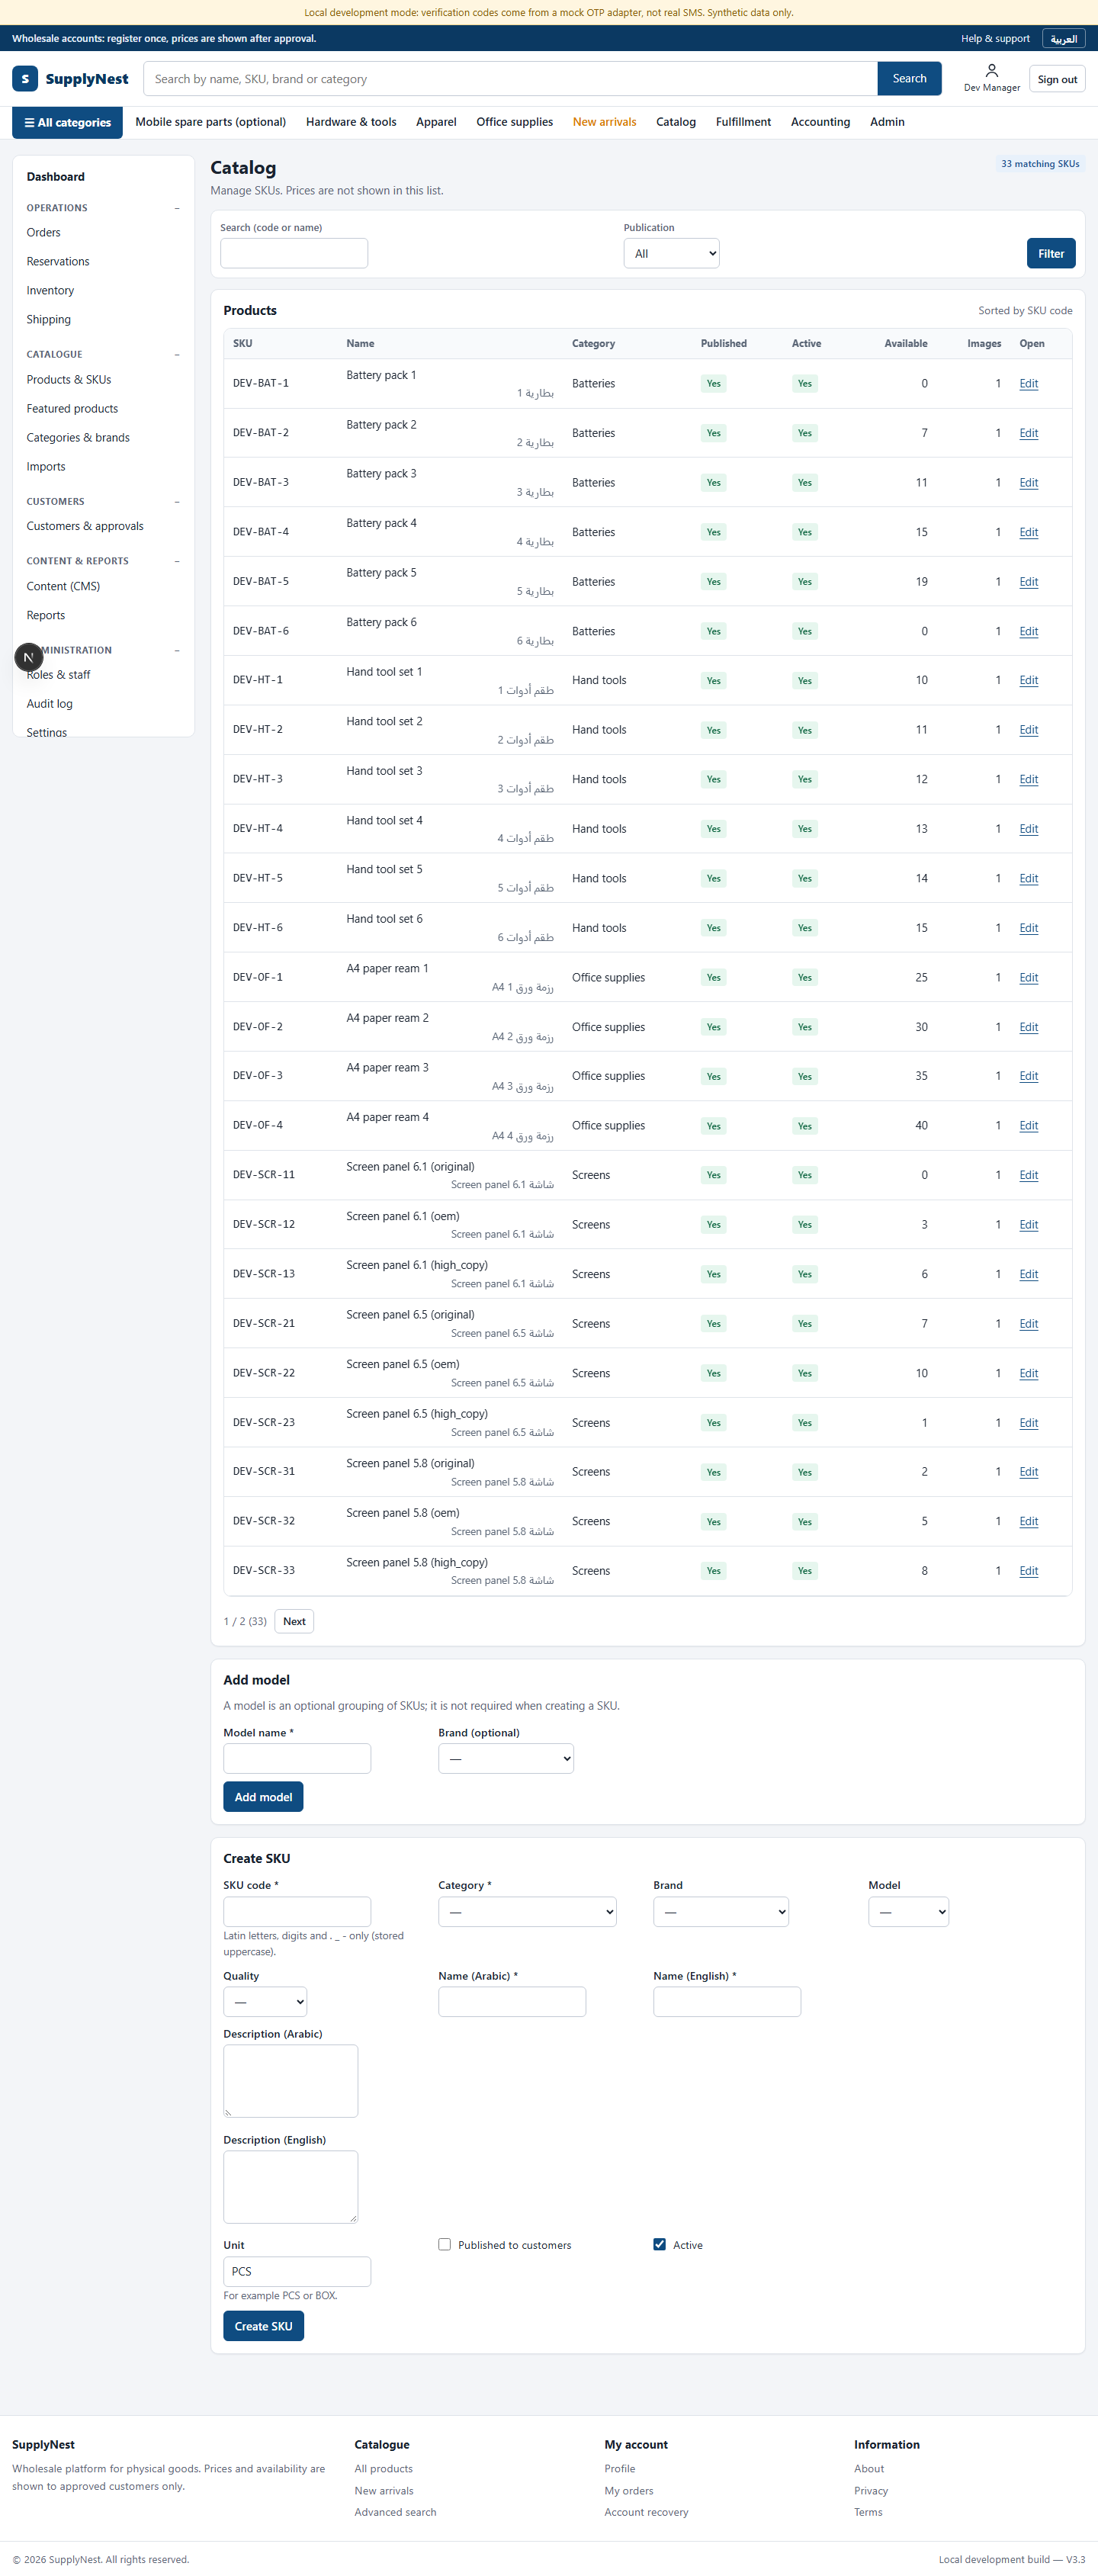 Local development mode: verification codes come from a mock OTP adapter, not real SMS. Synthetic data only.
Wholesale accounts: register once, prices are shown after approval.
Help & support
العربية
S SupplyNest
Search by name, SKU, brand or category
Search
Dev Manager
Sign out
☰ All categories
Mobile spare parts (optional)
Hardware & tools
Apparel
Office supplies
New arrivals
Catalog
Fulfillment
Accounting
Admin
Dashboard
OPERATIONS –
Orders
Reservations
Inventory
Shipping
CATALOGUE –
Products & SKUs
Featured products
Categories & brands
Imports
CUSTOMERS –
Customers & approvals
CONTENT & REPORTS –
Content (CMS)
Reports
N
MINISTRATION –
Roles & staff
Audit log
Settings
Catalog
33 matching SKUs
Manage SKUs. Prices are not shown in this list.
Search (code or name)
Publication
All
Filter
Products
Sorted by SKU code
SKU Name Category Published Active Available Images Open
DEV-BAT-1 Battery pack 1 Batteries Yes Yes 0 1 Edit
بطارية 1
DEV-BAT-2 Battery pack 2 Batteries Yes Yes 7 1 Edit
بطارية 2
DEV-BAT-3 Battery pack 3 Batteries Yes Yes 11 1 Edit
بطارية 3
DEV-BAT-4 Battery pack 4 Batteries Yes Yes 15 1 Edit
بطارية 4
DEV-BAT-5 Battery pack 5 Batteries Yes Yes 19 1 Edit
بطارية 5
DEV-BAT-6 Battery pack 6 Batteries Yes Yes 0 1 Edit
بطارية 6
DEV-HT-1 Hand tool set 1 Hand tools Yes Yes 10 1 Edit
طقم أدوات 1
DEV-HT-2 Hand tool set 2 Hand tools Yes Yes 11 1 Edit
طقم أدوات 2
DEV-HT-3 Hand tool set 3 Hand tools Yes Yes 12 1 Edit
طقم أدوات 3
DEV-HT-4 Hand tool set 4 Hand tools Yes Yes 13 1 Edit
طقم أدوات 4
DEV-HT-5 Hand tool set 5 Hand tools Yes Yes 14 1 Edit
طقم أدوات 5
DEV-HT-6 Hand tool set 6 Hand tools Yes Yes 15 1 Edit
طقم أدوات 6
DEV-OF-1 A4 paper ream 1 Office supplies Yes Yes 25 1 Edit
رزمة ورق A4 1
DEV-OF-2 A4 paper ream 2 Office supplies Yes Yes 30 1 Edit
رزمة ورق A4 2
DEV-OF-3 A4 paper ream 3 Office supplies Yes Yes 35 1 Edit
رزمة ورق A4 3
DEV-OF-4 A4 paper ream 4 Office supplies Yes Yes 40 1 Edit
رزمة ورق A4 4
DEV-SCR-11 Screen panel 6.1 (original) Screens Yes Yes 0 1 Edit
شاشة Screen panel 6.1
DEV-SCR-12 Screen panel 6.1 (oem) Screens Yes Yes 3 1 Edit
شاشة Screen panel 6.1
DEV-SCR-13 Screen panel 6.1 (high_copy) Screens Yes Yes 6 1 Edit
شاشة Screen panel 6.1
DEV-SCR-21 Screen panel 6.5 (original) Screens Yes Yes 7 1 Edit
شاشة Screen panel 6.5
DEV-SCR-22 Screen panel 6.5 (oem) Screens Yes Yes 10 1 Edit
شاشة Screen panel 6.5
DEV-SCR-23 Screen panel 6.5 (high_copy) Screens Yes Yes 1 1 Edit
شاشة Screen panel 6.5
DEV-SCR-31 Screen panel 5.8 (original) Screens Yes Yes 2 1 Edit
شاشة Screen panel 5.8
DEV-SCR-32 Screen panel 5.8 (oem) Screens Yes Yes 5 1 Edit
شاشة Screen panel 5.8
DEV-SCR-33 Screen panel 5.8 (high_copy) Screens Yes Yes 8 1 Edit
شاشة Screen panel 5.8
1 / 2 (33) Next
Add model
A model is an optional grouping of SKUs; it is not required when creating a SKU.
Model name * Brand (optional)
—
Add model
Create SKU
SKU code * Category * Brand Model
— — —
Latin letters, digits and . _ - only (stored
uppercase).
Quality Name (Arabic) * Name (English) *
—
Description (Arabic)
Description (English)
Unit Published to customers Active
PCS
For example PCS or BOX.
Create SKU
SupplyNest
Wholesale platform for physical goods. Prices and availability are
shown to approved customers only.
Catalogue
All products
New arrivals
Advanced search
My account
Profile
My orders
Account recovery
Information
About
Privacy
Terms
© 2026 SupplyNest. All rights reserved.
Local development build — V3.3